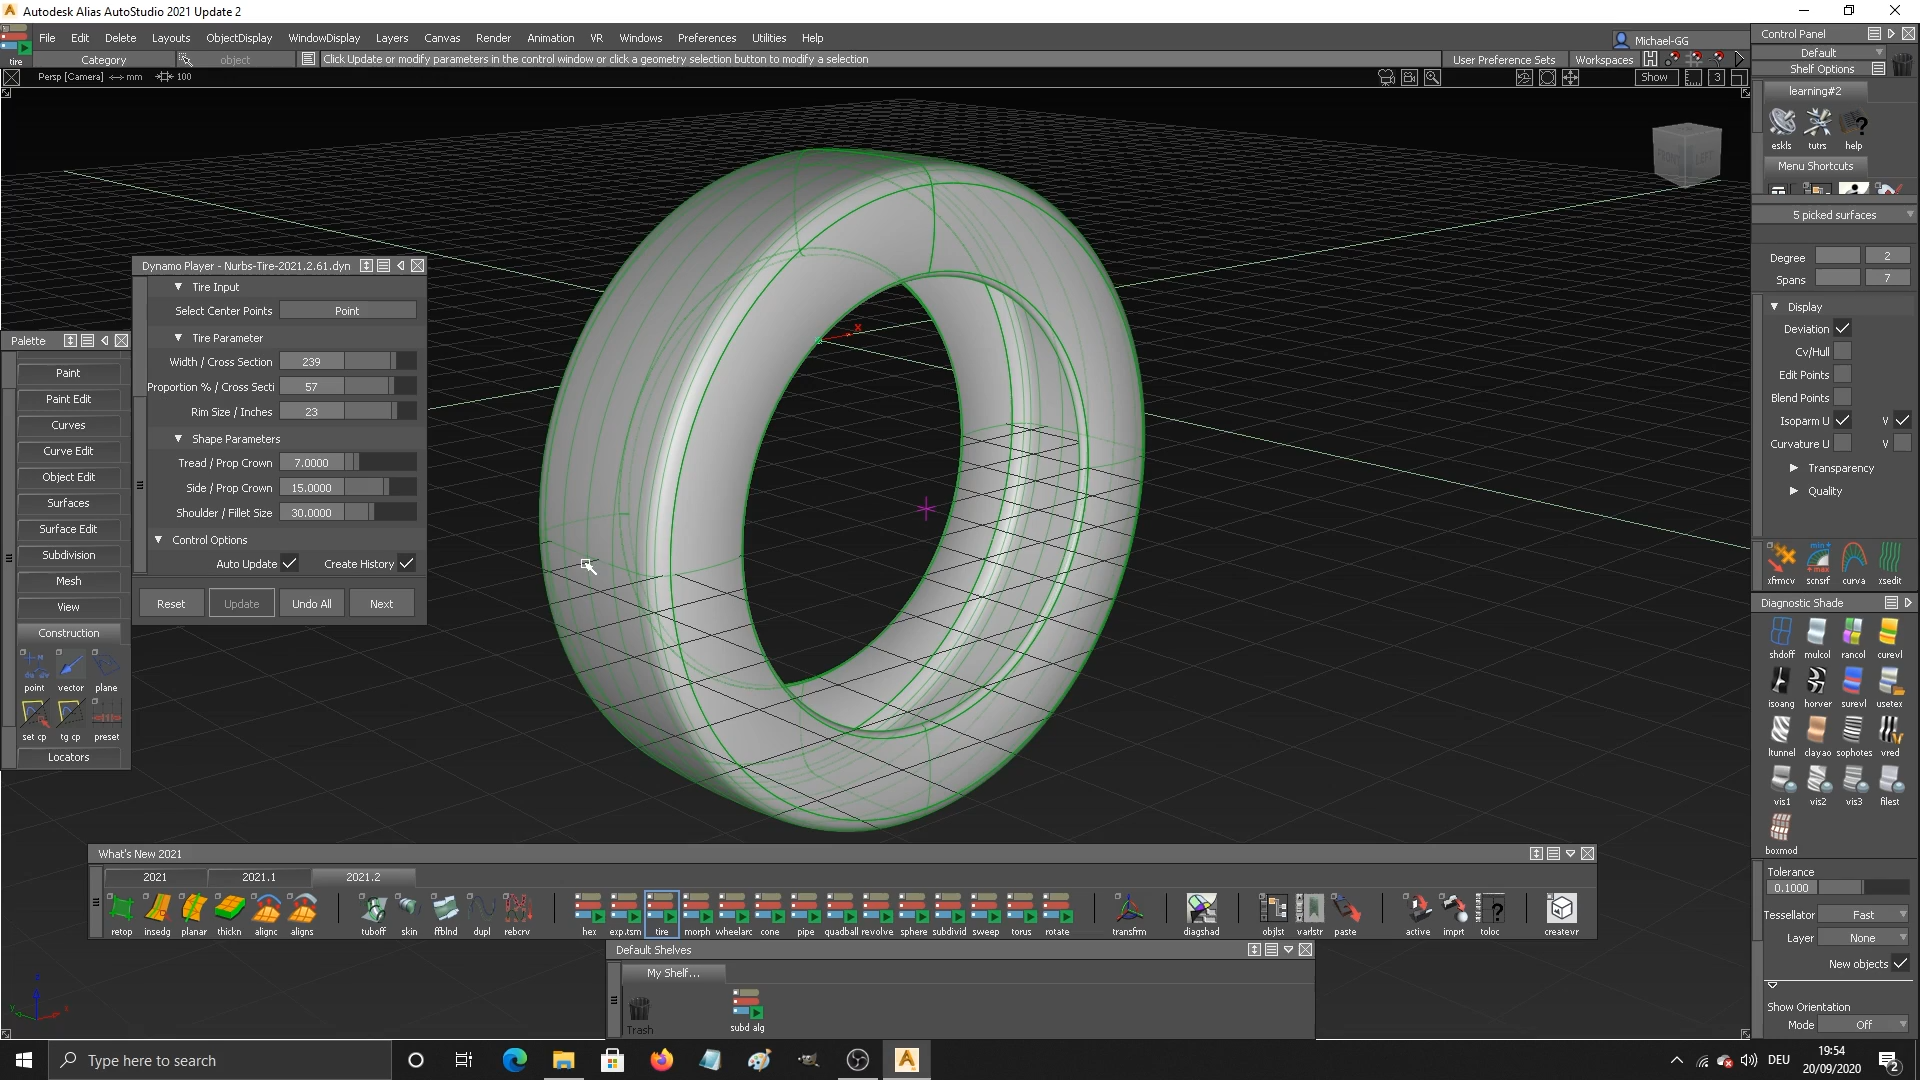 Autodesk Alias AutoStudio 2021 Update 2
File Edit Delete Layouts ObjectDisplay WindowDisplay Layers Canvas Render Animation VR Windows Preferences Utilities Help
Michael-GG
tire Category object
Click Update or modify parameters in the control window or click a geometry selection button to modify a selection
User Preference Sets Workspaces
Persp [Camera] mm 100
Show 3
Control Panel
Default
Shelf Options
learning#2
eskls tutrs help
Menu Shortcuts
5 picked surfaces
Degree 2
Spans 7
Display
Deviation
Cv/Hull
Edit Points
Blend Points
Isoparm U V
Curvature U V
Transparency
Quality
xfrmcv scnsrf curva xsedit
Diagnostic Shade
shdoff mulcol rancol curevl
isoang horver surevl usetex
ltunnel clayao sophotes vred
vis1 vis2 vis3 filest
boxmod
Tolerance
0.1000
Tessellator Fast
Layer None
New objects
Show Orientation
Mode Off
FRONT LEFT
x
Dynamo Player - Nurbs-Tire-2021.2.61.dyn
Tire Input
Select Center Points Point
Tire Parameter
Width / Cross Section 239
Proportion % / Cross Secti 57
Rim Size / Inches 23
Shape Parameters
Tread / Prop Crown 7.0000
Side / Prop Crown 15.0000
Shoulder / Fillet Size 30.0000
Control Options
Auto Update Create History
Reset Update Undo All Next
Palette
Paint
Paint Edit
Curves
Curve Edit
Object Edit
Surfaces
Surface Edit
Subdivision
Mesh
View
Construction
point vector plane
set cp tg cp preset
Locators
What's New 2021
2021 2021.1 2021.2
retop insedg planar thickn alignc aligns tuboff skin ffblnd dupl rebcrv hex exp.tsm tire morph wheelarc cone pipe quadball revolve sphere subdivid sweep torus rotate transfrm diagshad objlst varlstr paste active imprt toloc createvr
Default Shelves
My Shelf...
Trash subd alg
Type here to search
DEU
19:54
20/09/2020
2